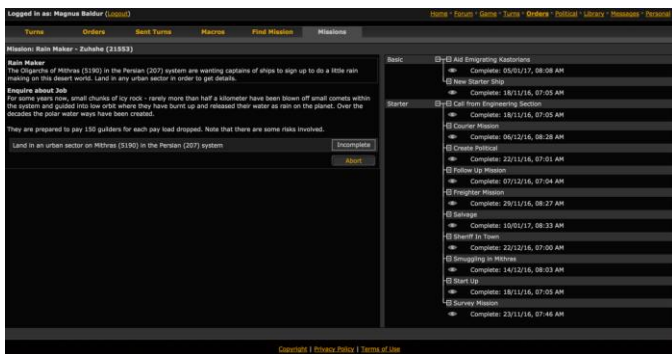 Logged in as: Magnus Baldur (Logout)
Home · Forum · Game · Turns · Orders · Political · Library · Messages · Personal
Turns
Orders
Sent Turns
Macros
Find Mission
Missions
Mission: Rain Maker - Zuhahe (21553)
Rain Maker
The Oligarchs of Mithras (5190) in the Persian (207) system are wanting captains of ships to sign up to do a little rain
making on this desert world. Land in any urban sector in order to get details.
Enquire about Job
For some years now, small chunks of icy rock - rarely more than half a kilometer have been blown off small comets within
the system and guided into low orbit where they have burnt up and released their water as rain on the planet. Over the
decades the polar water ways have been created.
They are prepared to pay 150 guilders for each pay load dropped. Note that there are some risks involved.
Land in an urban sector on Mithras (5190) in the Persian (207) system
Incomplete
Abort
Basic
Aid Emigrating Kastorians
Complete: 05/01/17, 08:08 AM
New Starter Ship
Complete: 18/11/16, 07:05 AM
Starter
Call from Engineering Section
Complete: 18/11/16, 07:05 AM
Courier Mission
Complete: 06/12/16, 08:28 AM
Create Political
Complete: 22/11/16, 07:01 AM
Follow Up Mission
Complete: 07/12/16, 07:04 AM
Freighter Mission
Complete: 29/11/16, 08:27 AM
Salvage
Complete: 10/01/17, 08:33 AM
Sheriff In Town
Complete: 22/12/16, 07:00 AM
Smuggling in Mithras
Complete: 14/12/16, 08:03 AM
Start Up
Complete: 18/11/16, 07:05 AM
Survey Mission
Complete: 23/11/16, 07:46 AM
Copyright | Privacy Policy | Terms of Use